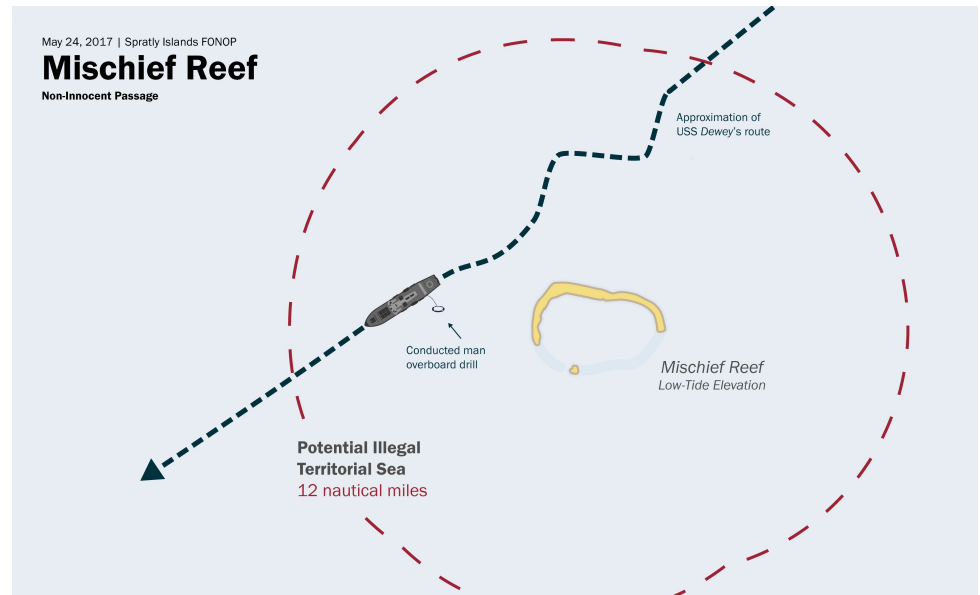 May 24, 2017 | Spratly Islands FONOP
Mischief Reef
Non-Innocent Passage
Approximation of
USS Dewey's route
Conducted man
overboard drill
Mischief Reef
Low-Tide Elevation
Potential Illegal
Territorial Sea
12 nautical miles